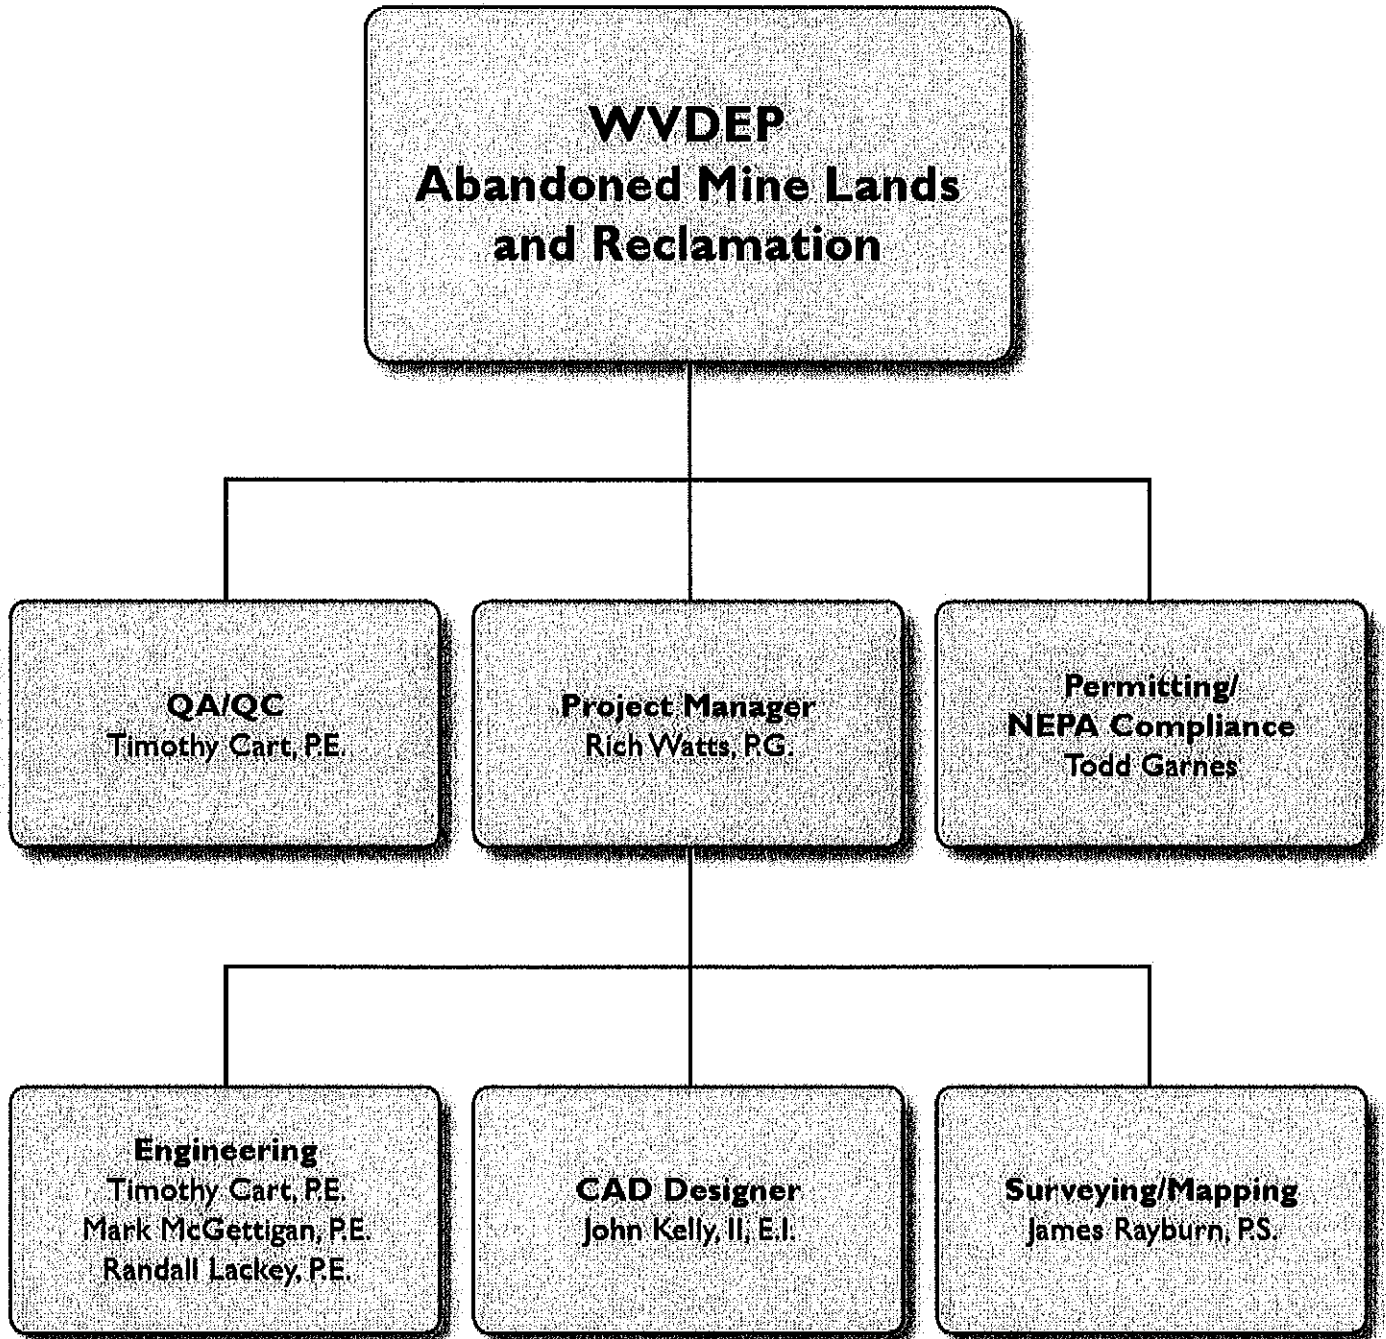 WVDEP
Abandoned Mine Lands
and Reclamation
QA/QC
Timothy Cart, P.E.
Project Manager
Rich Watts, P.G.
Permitting/
NEPA Compliance
Todd Garnes
Engineering
Timothy Cart, P.E.
Mark McGettigan, P.E.
Randall Lackey, P.E.
CAD Designer
John Kelly, II, E.I.
Surveying/Mapping
James Rayburn, P.S.